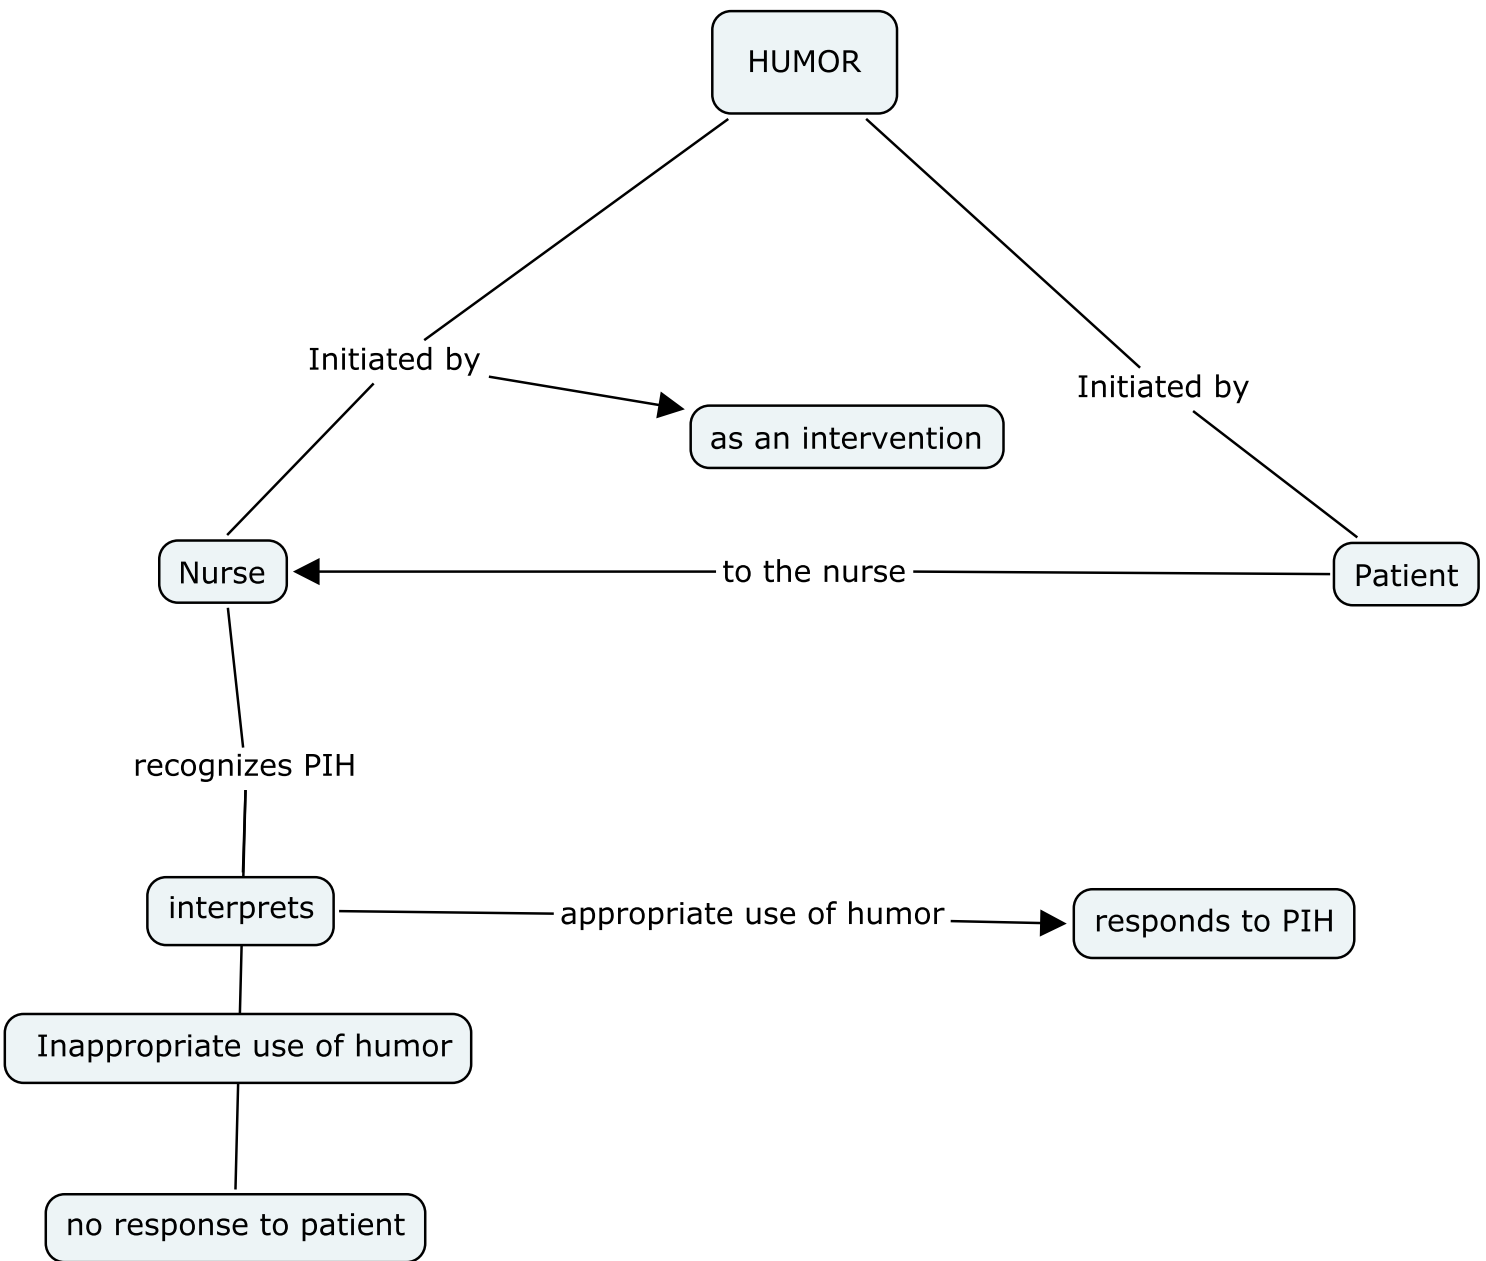 HUMOR
Initiated by
Initiated by
as an intervention
Nurse
to the nurse
Patient
recognizes PIH
interprets
appropriate use of humor
responds to PIH
Inappropriate use of humor
no response to patient